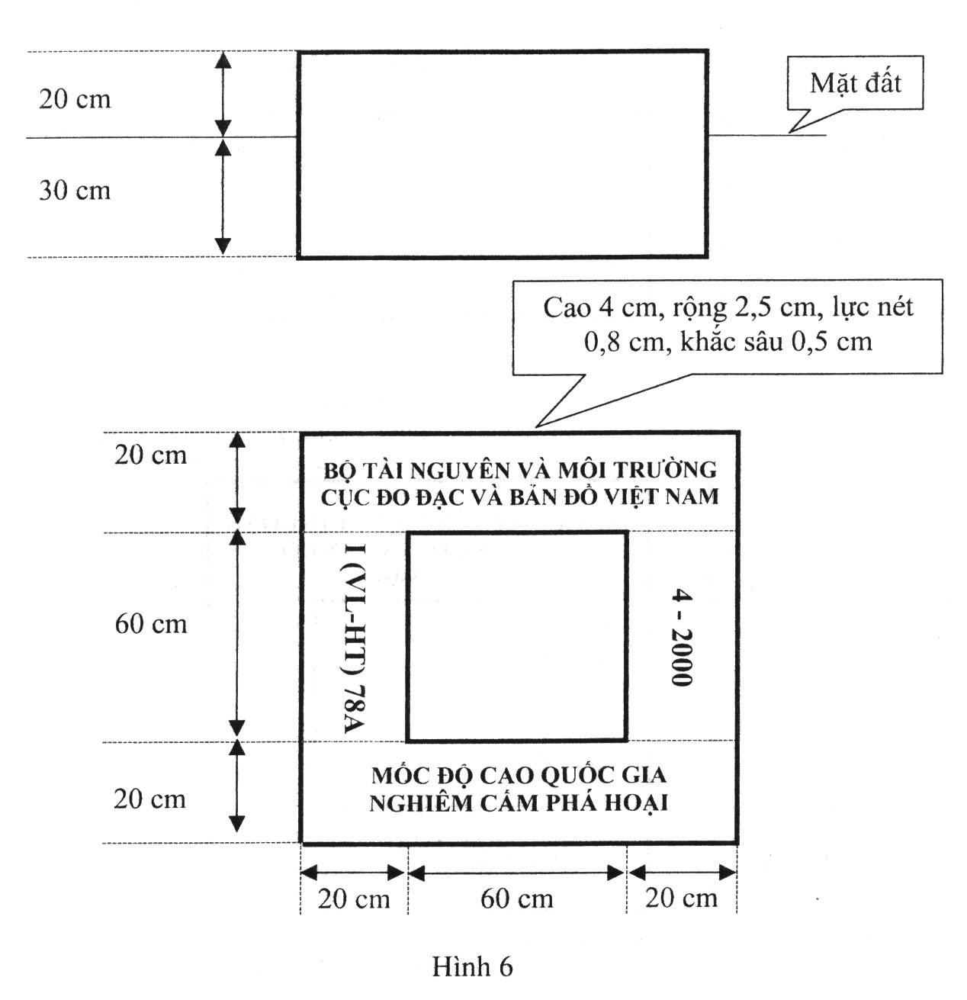 20 cm
Mặt đất
30 cm
Cao 4 cm, rộng 2,5 cm, lực nét
0,8 cm, khắc sâu 0,5 cm
20 cm
BỘ TÀI NGUYÊN VÀ MÔI TRƯỜNG
CỤC ĐO ĐẠC VÀ BẢN ĐỒ VIỆT NAM
60 cm
I (VL-HT) 78A
4 - 2000
20 cm
MỐC ĐỘ CAO QUỐC GIA
NGHIÊM CẤM PHÁ HOẠI
20 cm
60 cm
20 cm
Hình 6